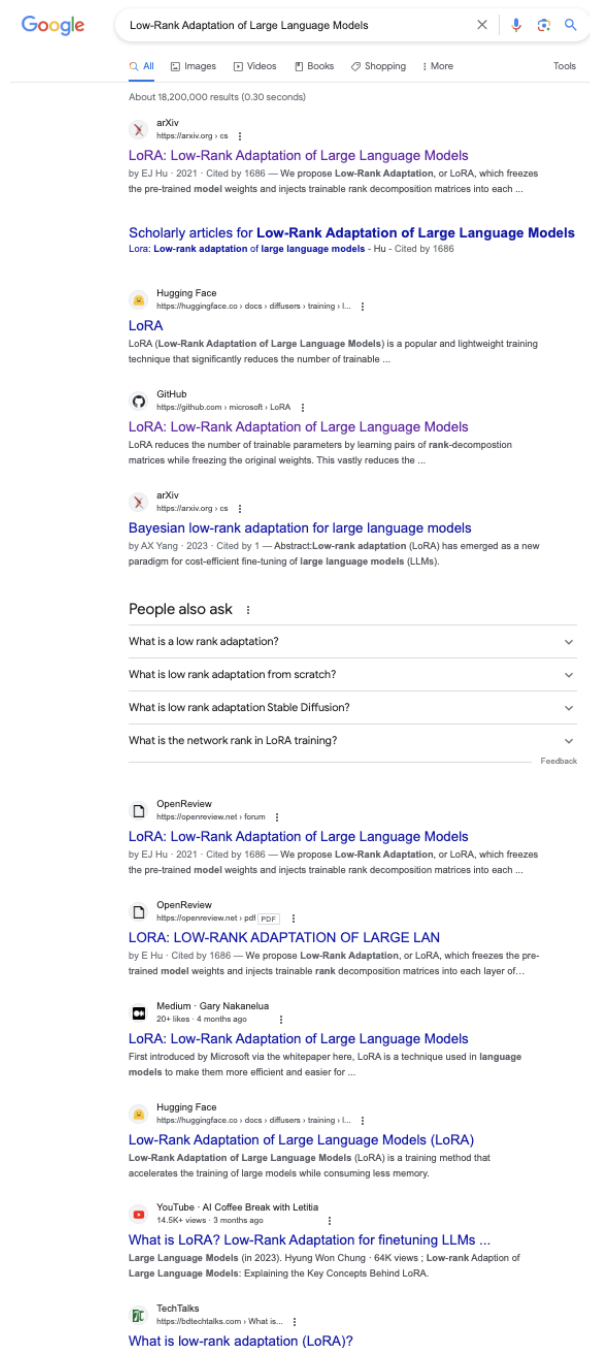 Google
Low-Rank Adaptation of Large Language Models
All Images Videos Books Shopping More Tools
About 18,200,000 results (0.30 seconds)
arXiv
https://arxiv.org › cs
LoRA: Low-Rank Adaptation of Large Language Models
by EJ Hu · 2021 · Cited by 1686 — We propose Low-Rank Adaptation, or LoRA, which freezes
the pre-trained model weights and injects trainable rank decomposition matrices into each ...
Scholarly articles for Low-Rank Adaptation of Large Language Models
Lora: Low-rank adaptation of large language models - Hu - Cited by 1686
Hugging Face
https://huggingface.co › docs › diffusers › training › l...
LoRA
LoRA (Low-Rank Adaptation of Large Language Models) is a popular and lightweight training
technique that significantly reduces the number of trainable ...
GitHub
https://github.com › microsoft › LoRA
LoRA: Low-Rank Adaptation of Large Language Models
LoRA reduces the number of trainable parameters by learning pairs of rank-decompostion
matrices while freezing the original weights. This vastly reduces the ...
arXiv
https://arxiv.org › cs
Bayesian low-rank adaptation for large language models
by AX Yang · 2023 · Cited by 1 — Abstract:Low-rank adaptation (LoRA) has emerged as a new
paradigm for cost-efficient fine-tuning of large language models (LLMs).
People also ask
What is a low rank adaptation?
What is low rank adaptation from scratch?
What is low rank adaptation Stable Diffusion?
What is the network rank in LoRA training?
Feedback
OpenReview
https://openreview.net › forum
LoRA: Low-Rank Adaptation of Large Language Models
by EJ Hu · 2021 · Cited by 1686 — We propose Low-Rank Adaptation, or LoRA, which freezes
the pre-trained model weights and injects trainable rank decomposition matrices into each ...
OpenReview
https://openreview.net › pdf PDF
LORA: LOW-RANK ADAPTATION OF LARGE LAN
by E Hu · Cited by 1686 — We propose Low-Rank Adaptation, or LoRA, which freezes the pre-
trained model weights and injects trainable rank decomposition matrices into each layer of...
Medium · Gary Nakanelua
20+ likes · 4 months ago
LoRA: Low-Rank Adaptation of Large Language Models
First introduced by Microsoft via the whitepaper here, LoRA is a technique used in language
models to make them more efficient and easier for ...
Hugging Face
https://huggingface.co › docs › diffusers › training › l...
Low-Rank Adaptation of Large Language Models (LoRA)
Low-Rank Adaptation of Large Language Models (LoRA) is a training method that
accelerates the training of large models while consuming less memory.
YouTube · AI Coffee Break with Letitia
14.5K+ views · 3 months ago
What is LoRA? Low-Rank Adaptation for finetuning LLMs ...
Large Language Models (in 2023). Hyung Won Chung · 64K views ; Low-rank Adaption of
Large Language Models: Explaining the Key Concepts Behind LoRA.
TechTalks
https://bdtechtalks.com › What is...
What is low-rank adaptation (LoRA)?